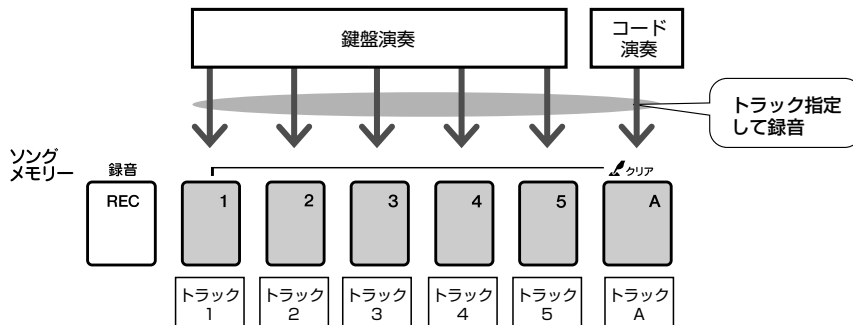 鍵盤演奏
コード
演奏
トラック指定
して録音
ソング
メモリー
録音
クリア
REC
1
2
3
4
5
A
トラック
1
トラック
2
トラック
3
トラック
4
トラック
5
トラック
A